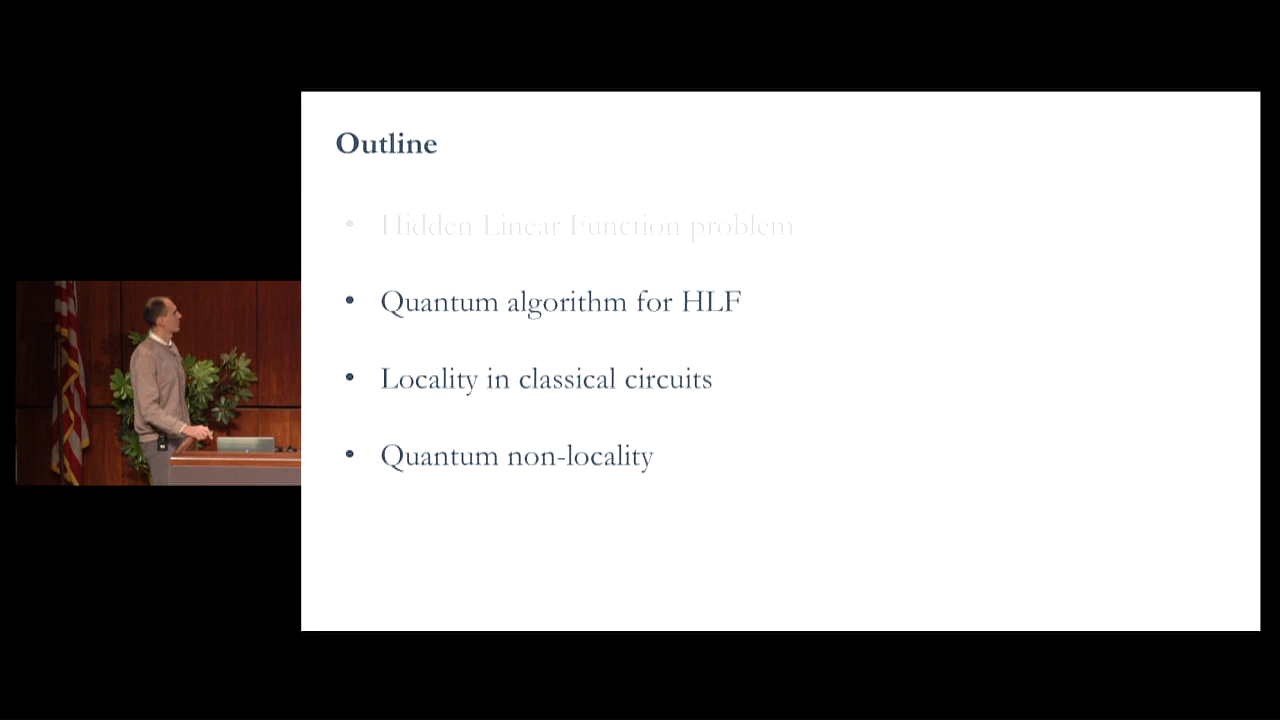 Outline
• Hidden Linear Function problem
• Quantum algorithm for HLF
• Locality in classical circuits
• Quantum non-locality